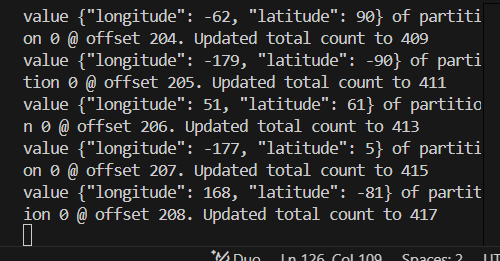 value {"longitude": -62, "latitude": 90} of partiti
on 0 @ offset 204. Updated total count to 409
value {"longitude": -179, "latitude": -90} of parti
tion 0 @ offset 205. Updated total count to 411
value {"longitude": 51, "latitude": 61} of partitio
n 0 @ offset 206. Updated total count to 413
value {"longitude": -177, "latitude": 5} of partiti
on 0 @ offset 207. Updated total count to 415
value {"longitude": 168, "latitude": -81} of partit
ion 0 @ offset 208. Updated total count to 417
Duo Ln 126, Col 109 Spaces: 2 UT